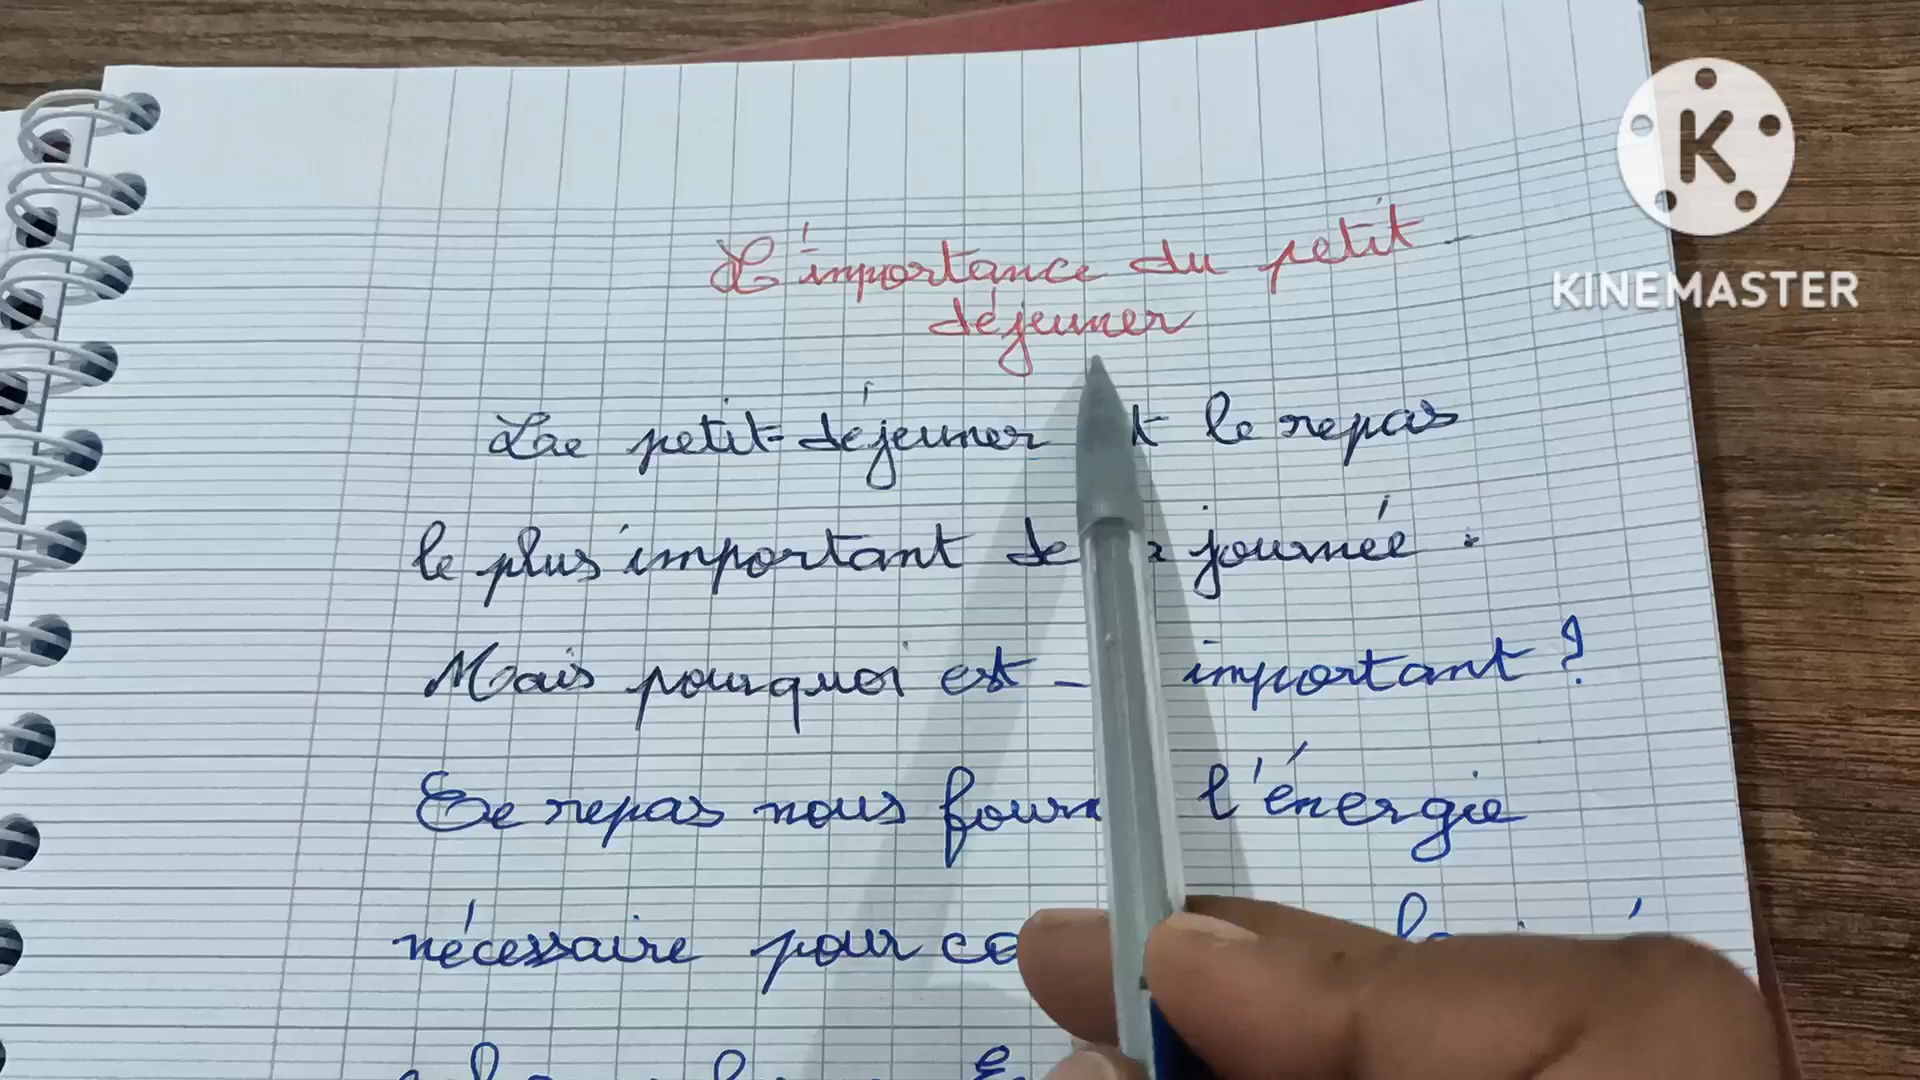 L'importance du petit-
déjeuner
Le petit-déjeuner le repas
le plus important de journée.
Mais pourquoi est- important ?
Ce repas nous l'énergie
nécessaire pour
K
KINEMASTER